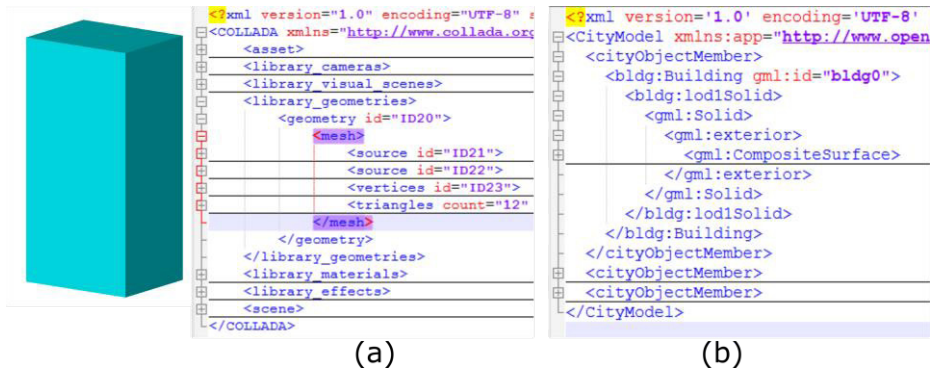 <?xml version="1.0" encoding="UTF-8" s
<COLLADA xmlns="http://www.collada.org
<asset>
<library_cameras>
<library_visual_scenes>
<library_geometries>
<geometry id="ID20">
<mesh>
<source id="ID21">
<source id="ID22">
<vertices id="ID23">
<triangles count="12"
</mesh>
</geometry>
</library_geometries>
<library_materials>
<library_effects>
<scene>
</COLLADA>
(a)
<?xml version='1.0' encoding='UTF-8'
<CityModel xmlns:app="http://www.open
<cityObjectMember>
<bldg:Building gml:id="bldg0">
<bldg:lod1Solid>
<gml:Solid>
<gml:exterior>
<gml:CompositeSurface>
</gml:exterior>
</gml:Solid>
</bldg:lod1Solid>
</bldg:Building>
</cityObjectMember>
<cityObjectMember>
<cityObjectMember>
</CityModel>
(b)